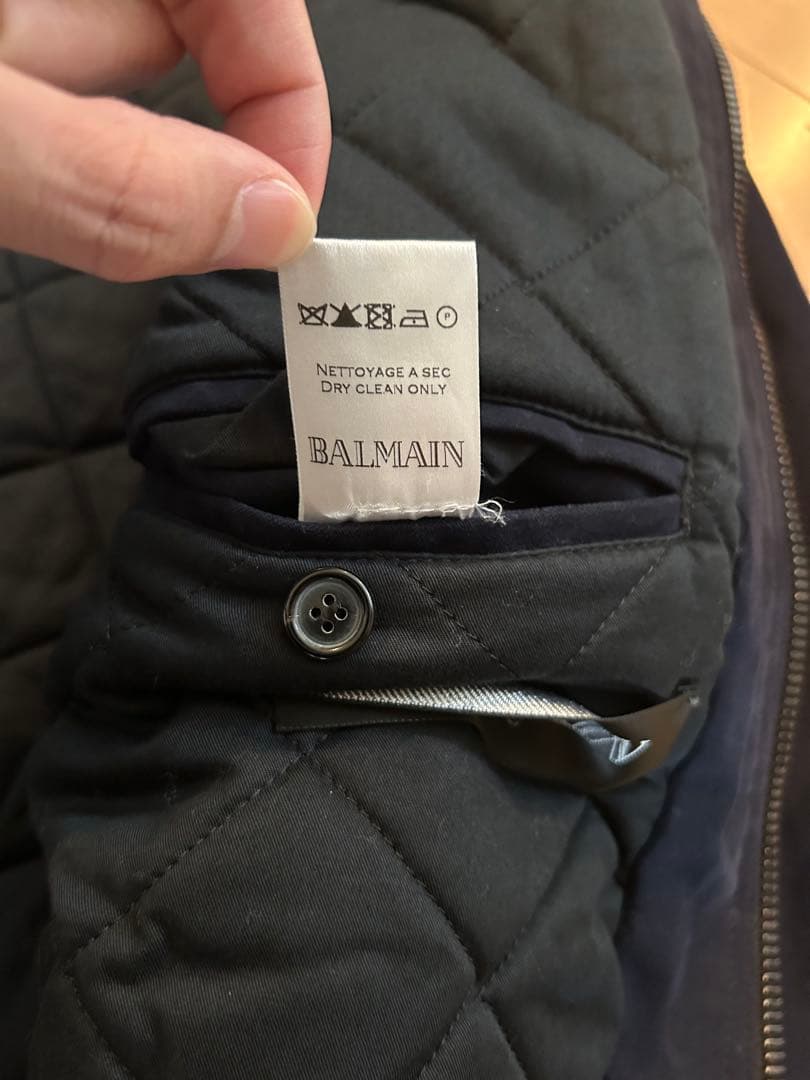 P
NETTOYAGE A SEC
DRY CLEAN ONLY
BALMAIN